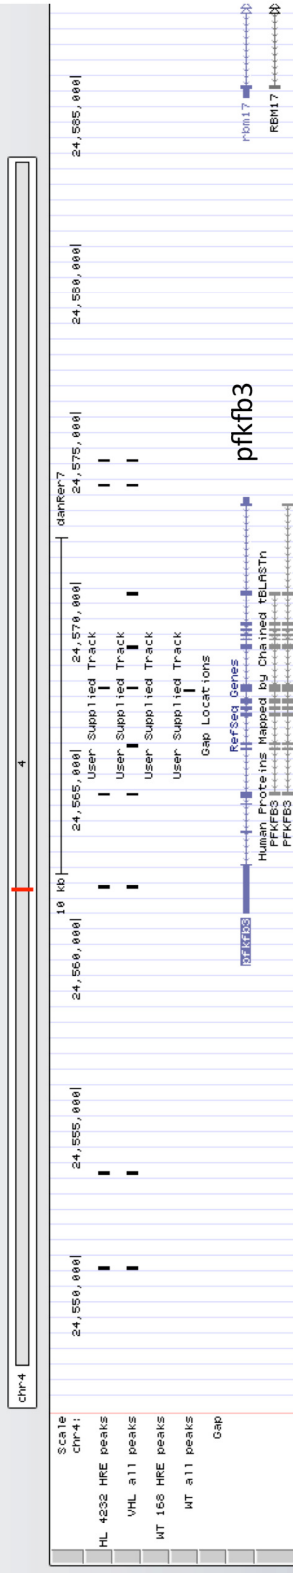 chr4 4
Scale 10 kb danRer7
chr4: 24,550,000| 24,555,000| 24,560,000| 24,565,000| 24,570,000| 24,575,000| 24,580,000| 24,585,000|
User Supplied Track
HL 4232 HRE peaks
User Supplied Track
VHL all peaks
User Supplied Track
WT 168 HRE peaks
User Supplied Track
WT all peaks
Gap Locations
Gap
RefSeq Genes
pfkfb3 pfkfb3 rbm17
Human Proteins Mapped by Chained tBLASTn
PFKFB3 RBM17
PFKFB3